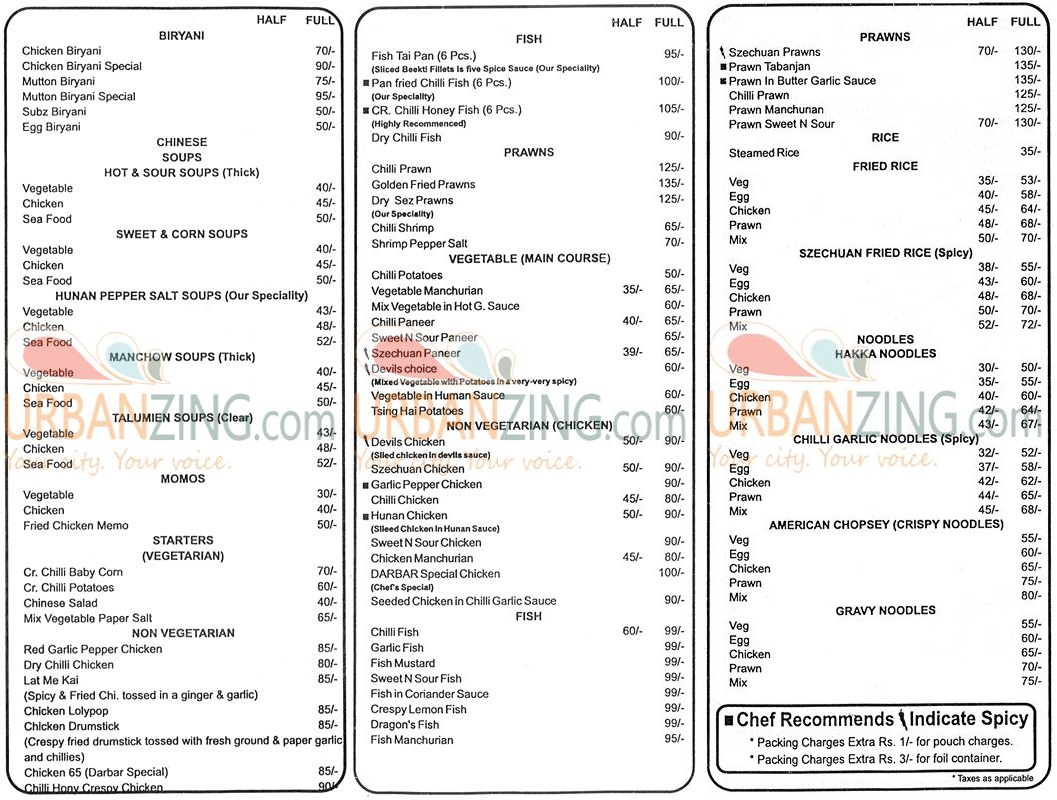 HALF FULL
BIRYANI
Chicken Biryani 70/-
Chicken Biryani Special 90/-
Mutton Biryani 75/-
Mutton Biryani Special 95/-
Subz Biryani 50/-
Egg Biryani 50/-
CHINESE
SOUPS
HOT & SOUR SOUPS (Thick)
Vegetable 40/-
Chicken 45/-
Sea Food 50/-
SWEET & CORN SOUPS
Vegetable 40/-
Chicken 45/-
Sea Food 50/-
HUNAN PEPPER SALT SOUPS (Our Speciality)
Vegetable 43/-
Chicken 48/-
Sea Food 52/-
MANCHOW SOUPS (Thick)
Vegetable 40/-
Chicken 45/-
Sea Food 50/-
TALUMIEN SOUPS (Clear)
Vegetable 43/-
Chicken 48/-
Sea Food 52/-
MOMOS
Vegetable 30/-
Chicken 40/-
Fried Chicken Memo 50/-
STARTERS
(VEGETARIAN)
Cr. Chilli Baby Corn 70/-
Cr. Chilli Potatoes 60/-
Chinese Salad 40/-
Mix Vegetable Paper Salt 65/-
NON VEGETARIAN
Red Garlic Pepper Chicken 85/-
Dry Chilli Chicken 80/-
Lat Me Kai 85/-
(Spicy & Fried Chi. tossed in a ginger & garlic)
Chicken Lolypop 85/-
Chicken Drumstick 85/-
(Crespy fried drumstick tossed with fresh ground & paper garlic
and chillies)
Chicken 65 (Darbar Special) 85/-
Chilli Hony Crespy Chicken 90/-
HALF FULL
FISH
Fish Tai Pan (6 Pcs.) 95/-
(Sliced Beekti Fillets is five Spice Sauce (Our Speciality)
Pan fried Chilli Fish (6 Pcs.) 100/-
(Our Speciality)
CR. Chilli Honey Fish (6 Pcs.) 105/-
(Highly Recommenced)
Dry Chilli Fish 90/-
PRAWNS
Chilli Prawn 125/-
Golden Fried Prawns 135/-
Dry Sez Prawns 125/-
(Our Speciality)
Chilli Shrimp 65/-
Shrimp Pepper Salt 70/-
VEGETABLE (MAIN COURSE)
Chilli Potatoes 50/-
Vegetable Manchurian 35/- 65/-
Mix Vegetable in Hot G. Sauce 60/-
Chilli Paneer 40/- 65/-
Sweet N Sour Paneer 65/-
Szechuan Paneer 39/- 65/-
Devils choice 60/-
(Mixed Vegetable with Potatoes in a very-very spicy)
Vegetable in Human Sauce 60/-
Tsing Hai Potatoes 60/-
NON VEGETARIAN (CHICKEN)
Devils Chicken 50/- 90/-
(Sliled chicken in devils sauce)
Szechuan Chicken 50/- 90/-
Garlic Pepper Chicken 90/-
Chilli Chicken 45/- 80/-
Hunan Chicken 50/- 90/-
(Slieed Chicken In Hunan Sauce)
Sweet N Sour Chicken 90/-
Chicken Manchurian 45/- 80/-
DARBAR Special Chicken 100/-
(Chef's Special)
Seeded Chicken in Chilli Garlic Sauce 90/-
FISH
Chilli Fish 60/- 99/-
Garlic Fish 99/-
Fish Mustard 99/-
Sweet N Sour Fish 99/-
Fish in Coriander Sauce 99/-
Crespy Lemon Fish 99/-
Dragon's Fish 99/-
Fish Manchurian 95/-
HALF FULL
PRAWNS
Szechuan Prawns 70/- 130/-
Prawn Tabanjan 135/-
Prawn In Butter Garlic Sauce 135/-
Chilli Prawn 125/-
Prawn Manchurian 125/-
Prawn Sweet N Sour 70/- 130/-
RICE
Steamed Rice 35/-
FRIED RICE
Veg 35/- 53/-
Egg 40/- 58/-
Chicken 45/- 64/-
Prawn 48/- 68/-
Mix 50/- 70/-
SZECHUAN FRIED RICE (Spicy)
Veg 38/- 55/-
Egg 43/- 60/-
Chicken 48/- 68/-
Prawn 50/- 70/-
Mix 52/- 72/-
NOODLES
HAKKA NOODLES
Veg 30/- 50/-
Egg 35/- 55/-
Chicken 40/- 60/-
Prawn 42/- 64/-
Mix 43/- 67/-
CHILLI GARLIC NOODLES (Spicy)
Veg 32/- 52/-
Egg 37/- 58/-
Chicken 42/- 62/-
Prawn 44/- 65/-
Mix 45/- 68/-
AMERICAN CHOPSEY (CRISPY NOODLES)
Veg 55/-
Egg 60/-
Chicken 65/-
Prawn 75/-
Mix 80/-
GRAVY NOODLES
Veg 55/-
Egg 60/-
Chicken 65/-
Prawn 70/-
Mix 75/-
Chef Recommends Indicate Spicy
* Packing Charges Extra Rs. 1/- for pouch charges.
* Packing Charges Extra Rs. 3/- for foil container.
* Taxes as applicable
URBANZING.com
Your city. Your voice.
URBANZING.com
Your city. Your voice.
URBANZING.com
Your city. Your voice.